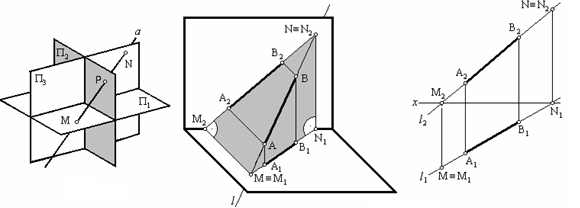 a
Π₂
N
Π₃
P
Π₁
M
N≡N₂
B₂
B
A₂
M₂
A
B₁
N₁
A₁
M≡M₁
l
N≡N₂
B₂
A₂
M₂
x
l₂
N₁
B₁
A₁
l₁
M≡M₁